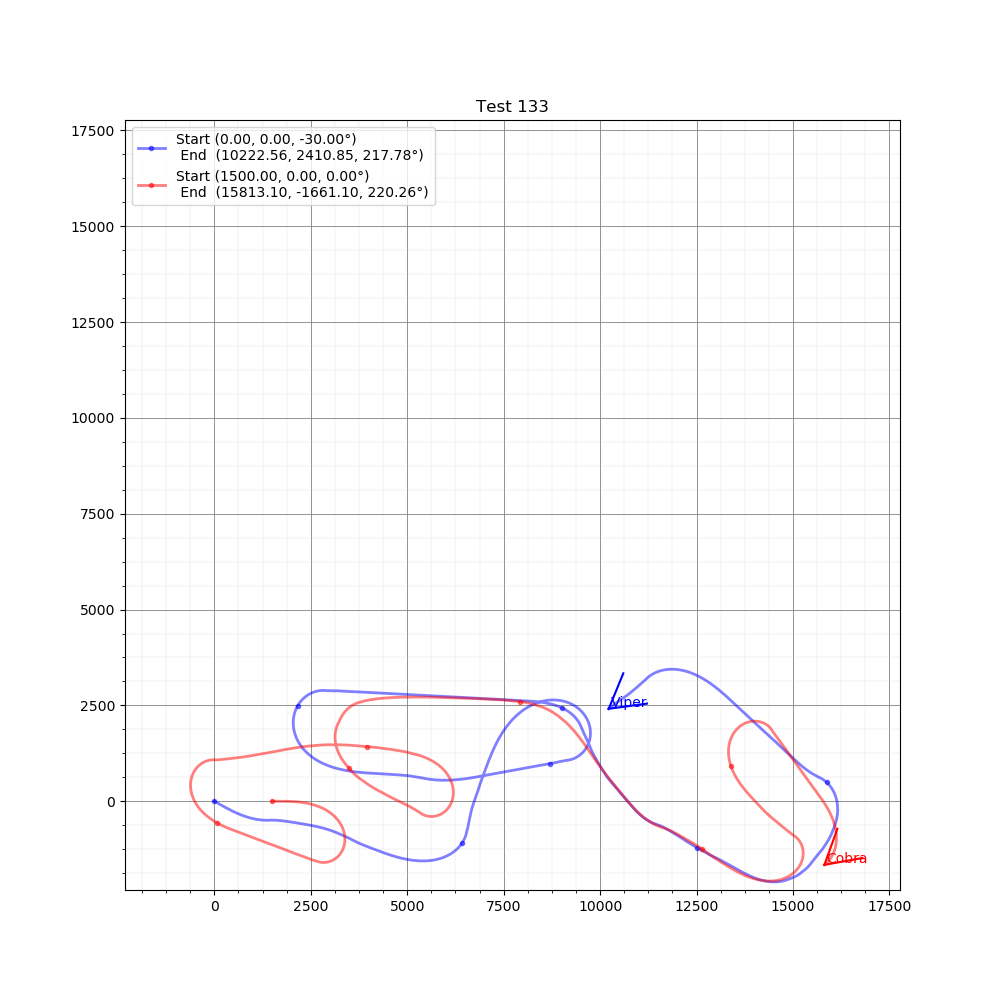 Test 133
Start (0.00, 0.00, -30.00°)
End (10222.56, 2410.85, 217.78°)
Start (1500.00, 0.00, 0.00°)
End (15813.10, -1661.10, 220.26°)
17500
15000
12500
10000
7500
5000
2500
0
Viper
Cobra
0 2500 5000 7500 10000 12500 15000 17500